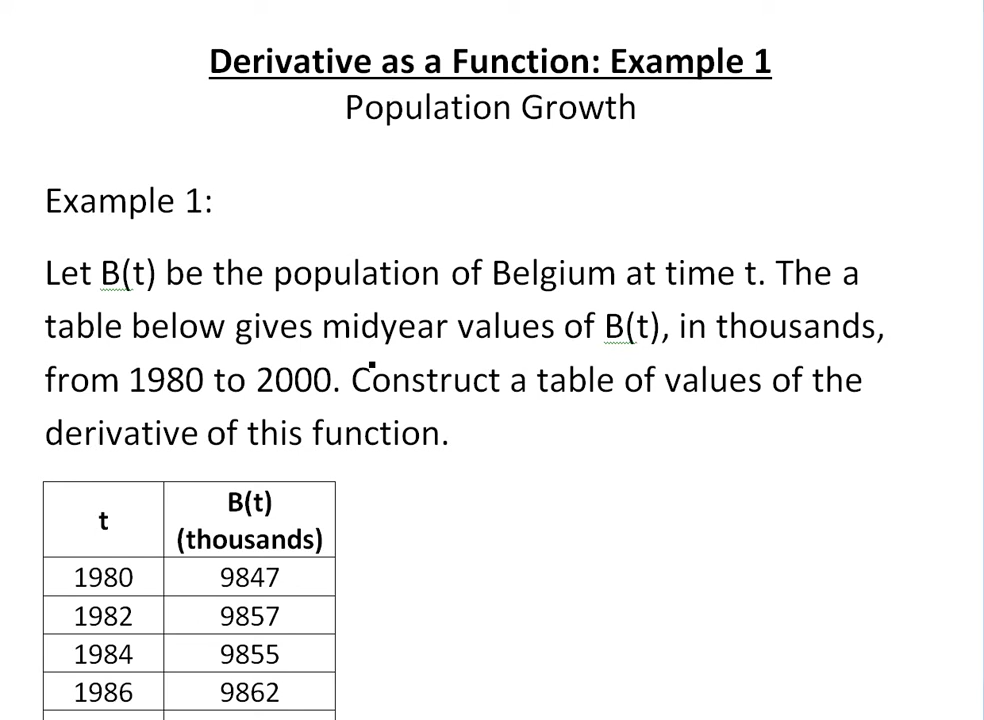 Derivative as a Function: Example 1
Population Growth
Example 1:
Let B(t) be the population of Belgium at time t. The a
table below gives midyear values of B(t), in thousands,
from 1980 to 2000. Construct a table of values of the
derivative of this function.
t B(t) (thousands)
1980 9847
1982 9857
1984 9855
1986 9862